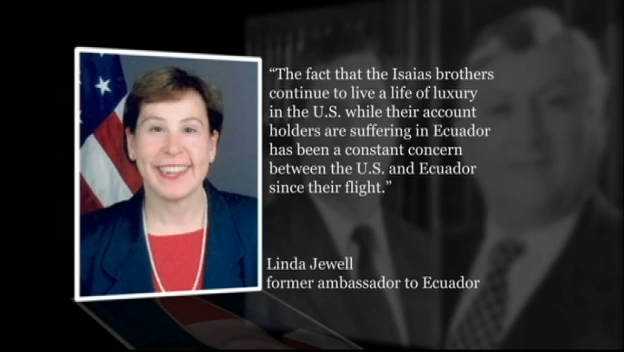 “The fact that the Isaias brothers
continue to live a life of luxury
in the U.S. while their account
holders are suffering in Ecuador
has been a constant concern
between the U.S. and Ecuador
since their flight.”
Linda Jewell
former ambassador to Ecuador